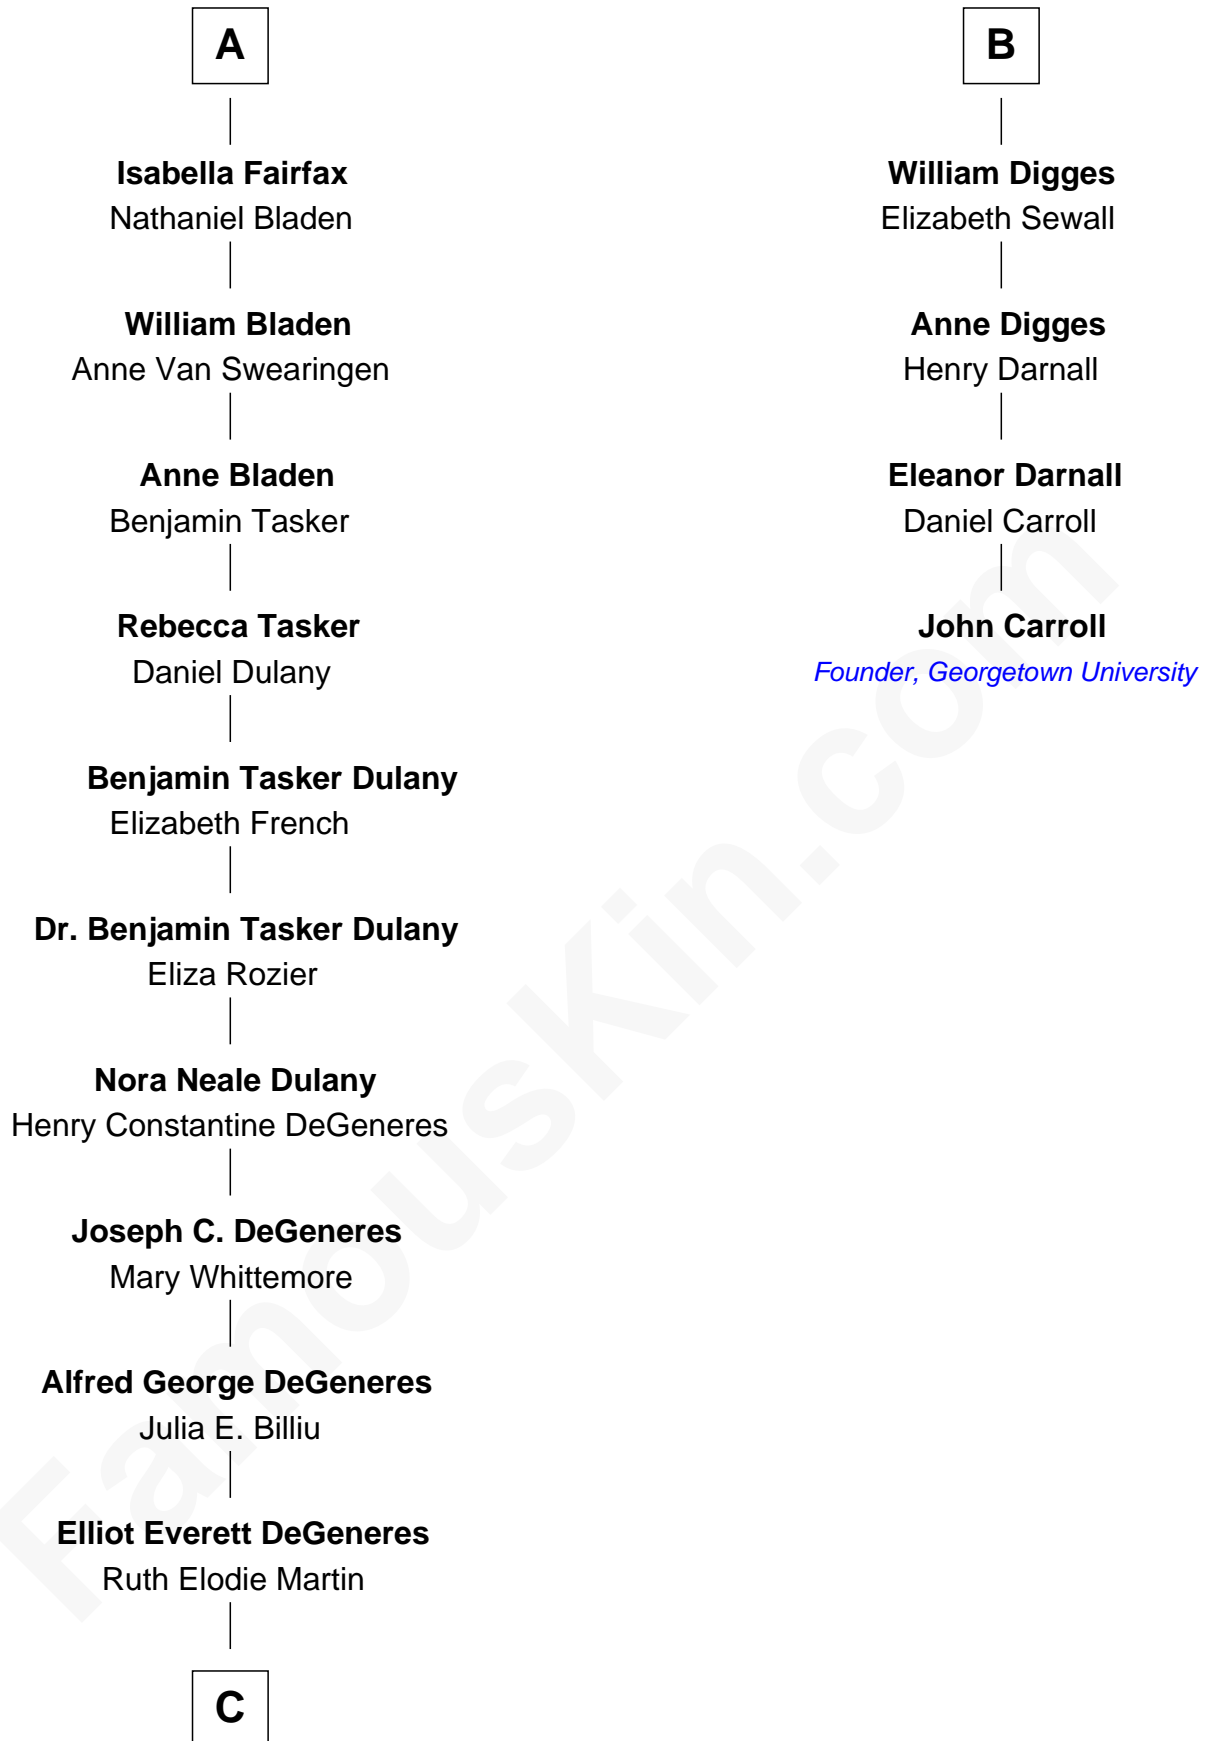 A
Isabella Fairfax
Nathaniel Bladen
William Bladen
Anne Van Swearingen
Anne Bladen
Benjamin Tasker
Rebecca Tasker
Daniel Dulany
Benjamin Tasker Dulany
Elizabeth French
Dr. Benjamin Tasker Dulany
Eliza Rozier
Nora Neale Dulany
Henry Constantine DeGeneres
Joseph C. DeGeneres
Mary Whittemore
Alfred George DeGeneres
Julia E. Billiu
Elliot Everett DeGeneres
Ruth Elodie Martin
C
B
William Digges
Elizabeth Sewall
Anne Digges
Henry Darnall
Eleanor Darnall
Daniel Carroll
John Carroll
Founder, Georgetown University
FamousKin.com